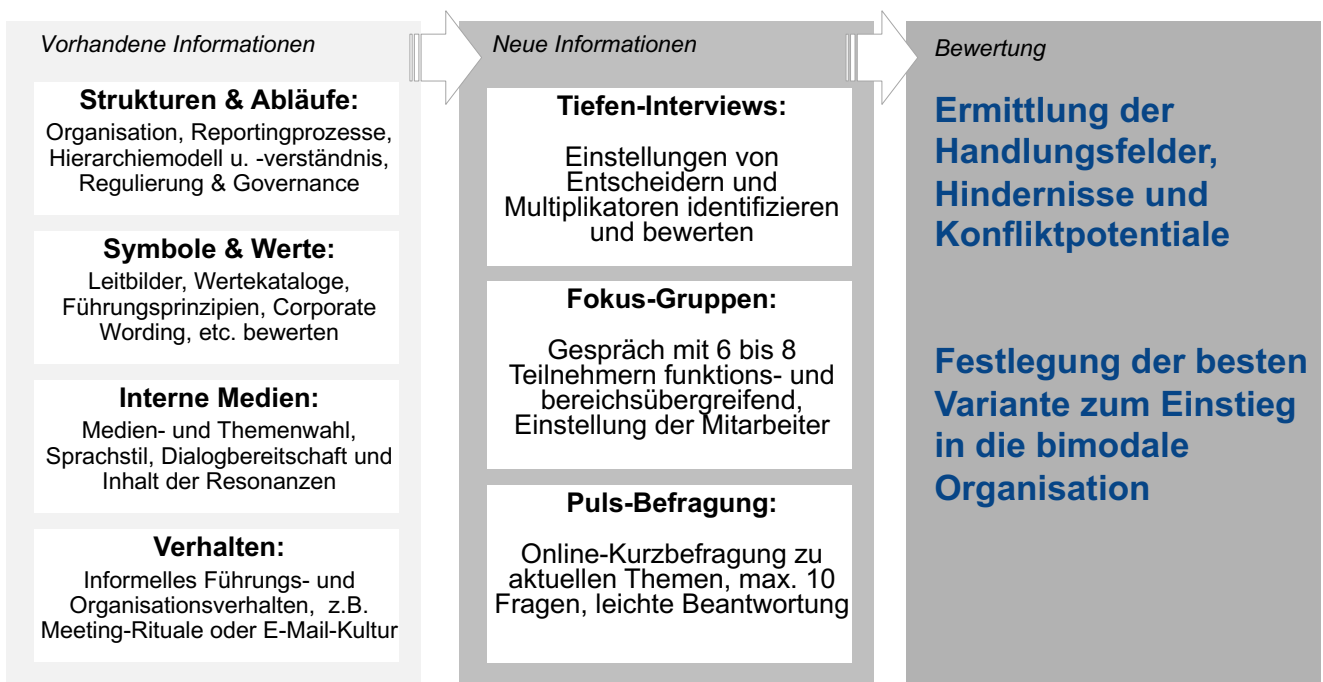 Vorhandene Informationen
Strukturen & Abläufe:
Organisation, Reportingprozesse,
Hierarchiemodell u. -verständnis,
Regulierung & Governance
Symbole & Werte:
Leitbilder, Wertekataloge,
Führungsprinzipien, Corporate
Wording, etc. bewerten
Interne Medien:
Medien- und Themenwahl,
Sprachstil, Dialogbereitschaft und
Inhalt der Resonanzen
Verhalten:
Informelles Führungs- und
Organisationsverhalten, z.B.
Meeting-Rituale oder E-Mail-Kultur
Neue Informationen
Tiefen-Interviews:
Einstellungen von
Entscheidern und
Multiplikatoren identifizieren
und bewerten
Fokus-Gruppen:
Gespräch mit 6 bis 8
Teilnehmern funktions- und
bereichsübergreifend,
Einstellung der Mitarbeiter
Puls-Befragung:
Online-Kurzbefragung zu
aktuellen Themen, max. 10
Fragen, leichte Beantwortung
Bewertung
Ermittlung der
Handlungsfelder,
Hindernisse und
Konfliktpotentiale
Festlegung der besten
Variante zum Einstieg
in die bimodale
Organisation